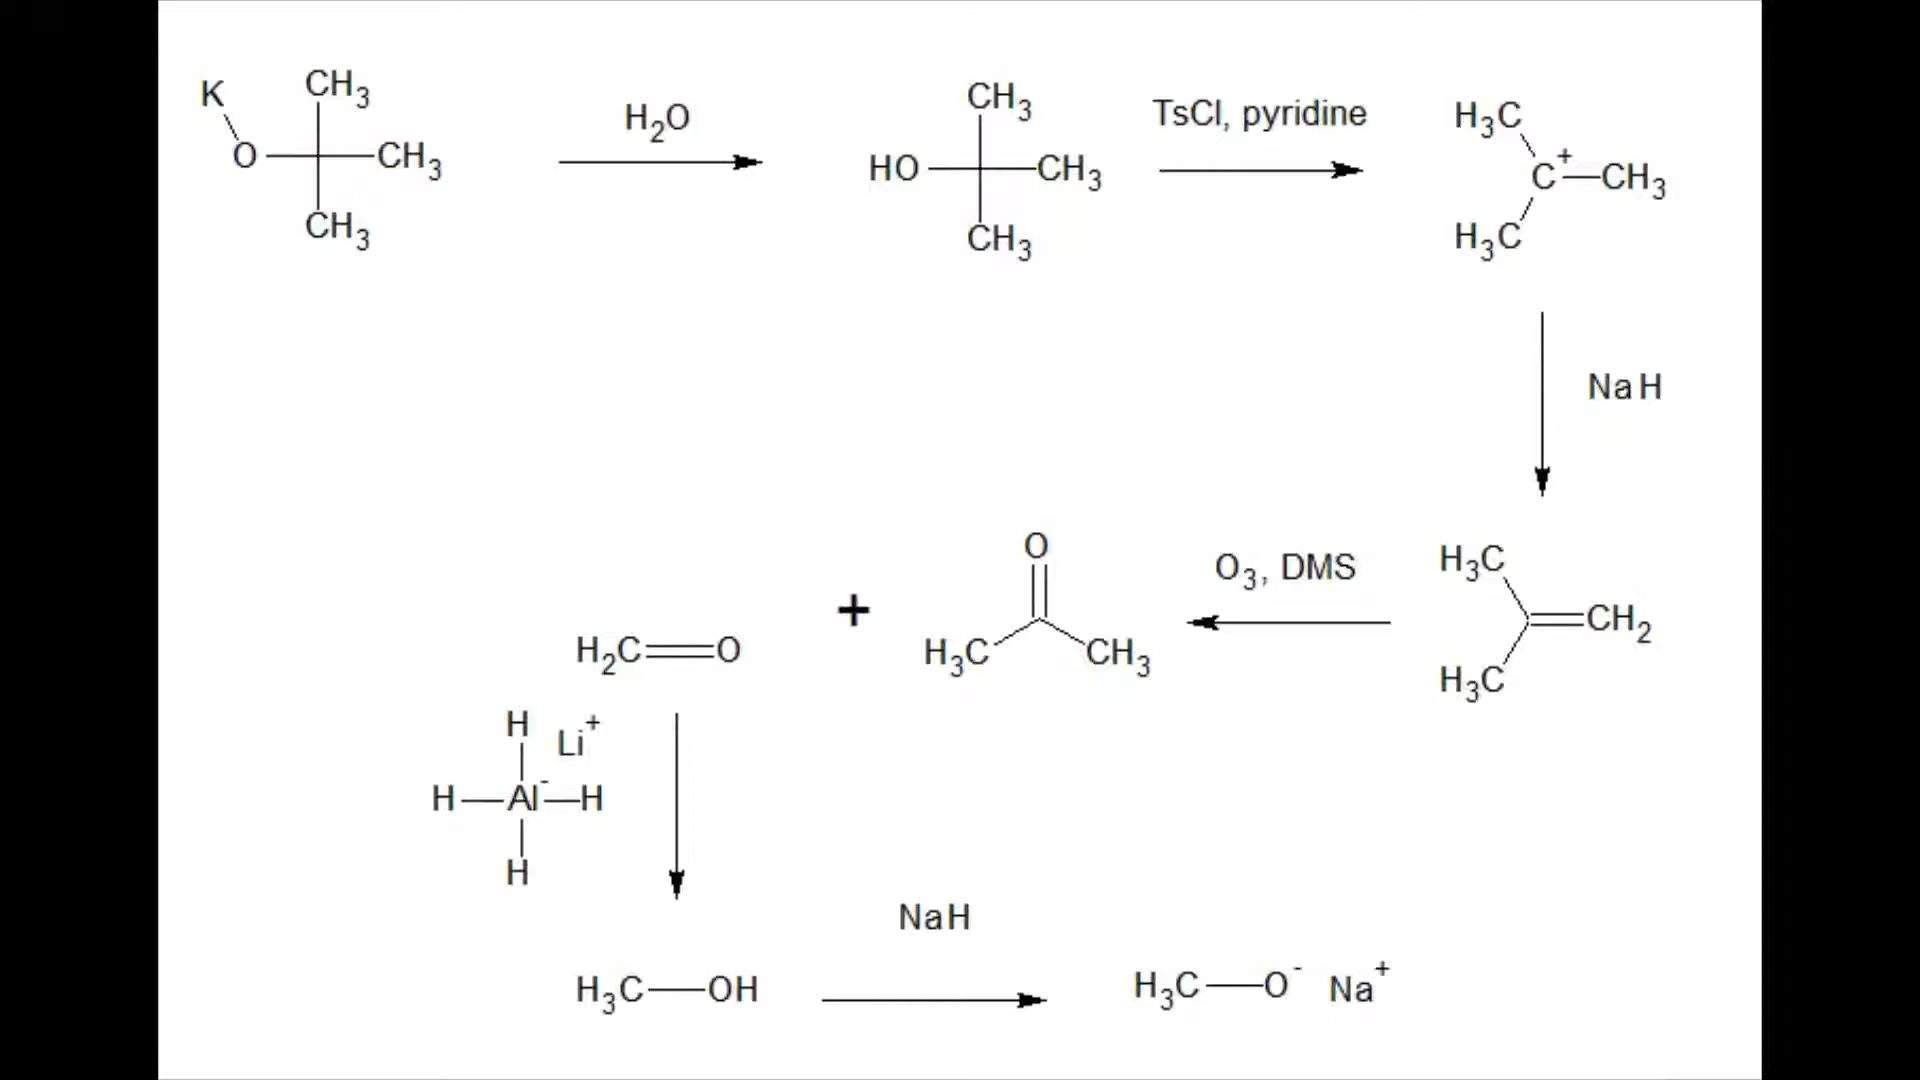 K
O
CH3
CH3
CH3
H2O
HO
CH3
CH3
CH3
TsCl, pyridine
H3C
C+
CH3
H3C
NaH
H3C
CH2
H3C
O3, DMS
O
H3C
CH3
+
H2C
O
H
Li+
H
Al-
H
H
H3C
OH
NaH
H3C
O-
Na+